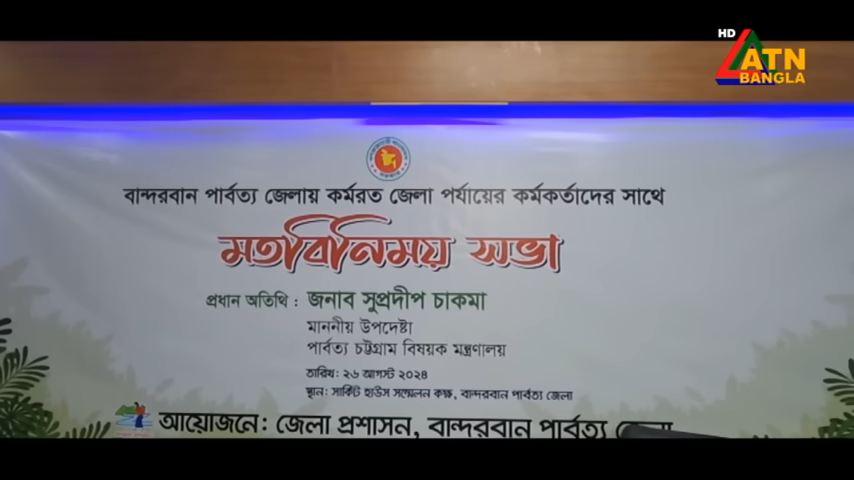 HD
ATN
BANGLA
বান্দরবান পার্বত্য জেলায় কর্মরত জেলা পর্যায়ের কর্মকর্তাদের সাথে
মতবিনিময় সভা
প্রধান অতিথি : জনাব সুপ্রদীপ চাকমা
মাননীয় উপদেষ্টা
পার্বত্য চট্টগ্রাম বিষয়ক মন্ত্রণালয়
তারিখ: ২৬ আগস্ট ২০২৪
স্থান: সার্কিট হাউস সম্মেলন কক্ষ, বান্দরবান পার্বত্য জেলা
আয়োজনে: জেলা প্রশাসন, বান্দরবান পার্বত্য জেলা